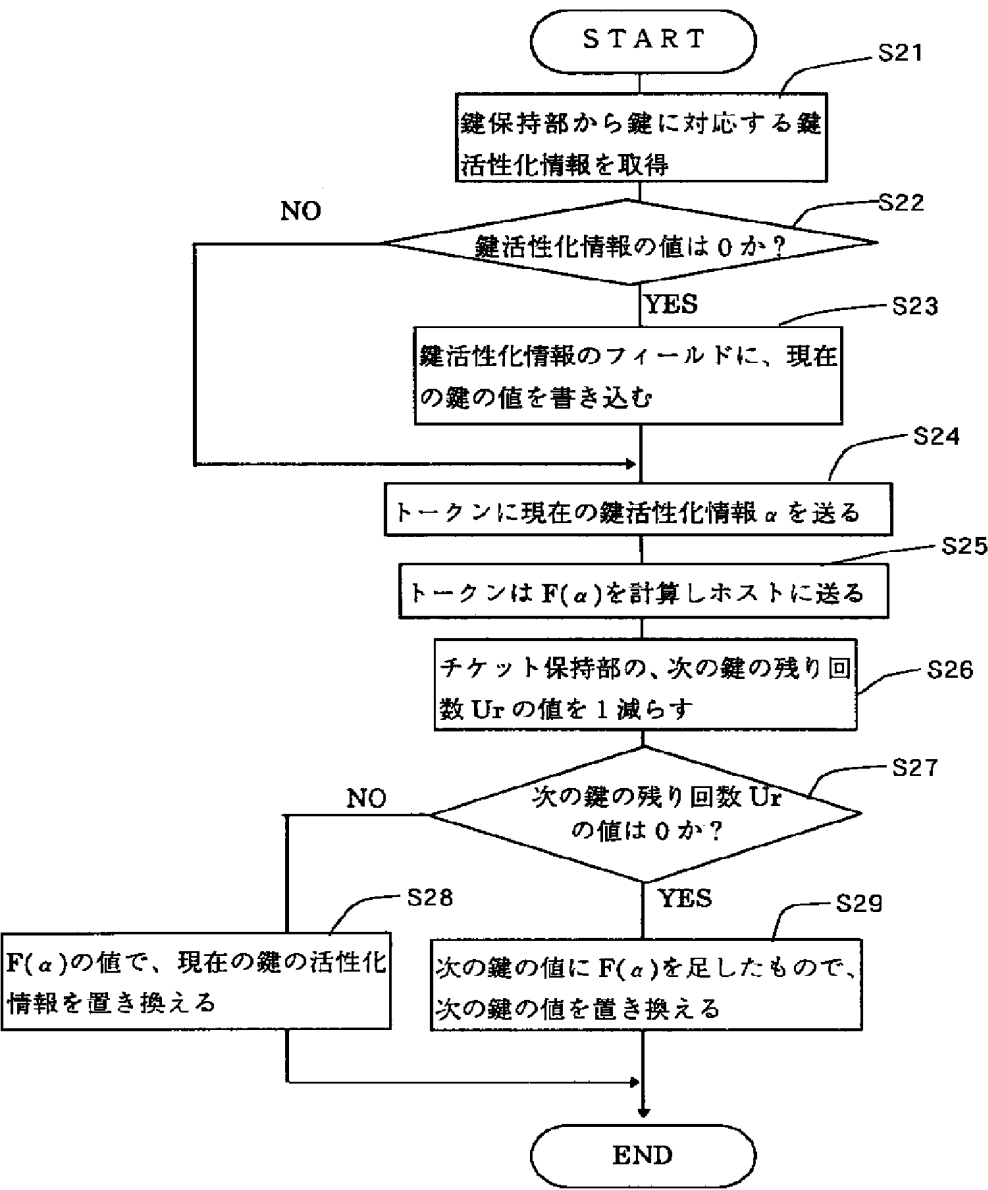 START
S21
鍵保持部から鍵に対応する鍵
活性化情報を取得
S22
鍵活性化情報の値は0か?
NO
YES
S23
鍵活性化情報のフィールドに、現在
の鍵の値を書き込む
S24
トークンに現在の鍵活性化情報αを送る
S25
トークンはF(α)を計算しホストに送る
S26
チケット保持部の、次の鍵の残り回
数Urの値を1減らす
S27
次の鍵の残り回数Ur
の値は0か?
NO
YES
S28
F(α)の値で、現在の鍵の活性化
情報を置き換える
S29
次の鍵の値にF(α)を足したもので、
次の鍵の値を置き換える
END